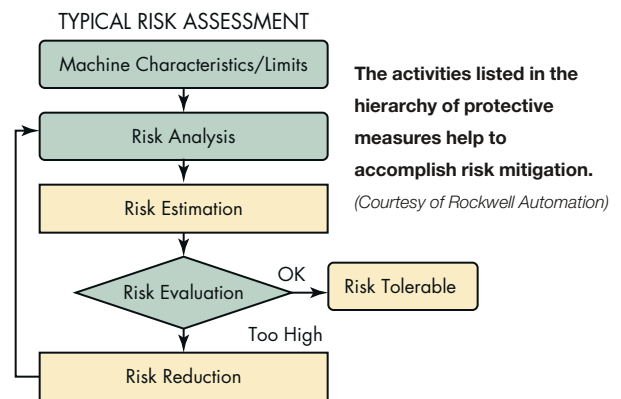 TYPICAL RISK ASSESSMENT
Machine Characteristics/Limits
Risk Analysis
Risk Estimation
Risk Evaluation
OK
Risk Tolerable
Too High
Risk Reduction
The activities listed in the
hierarchy of protective
measures help to
accomplish risk mitigation.
(Courtesy of Rockwell Automation)